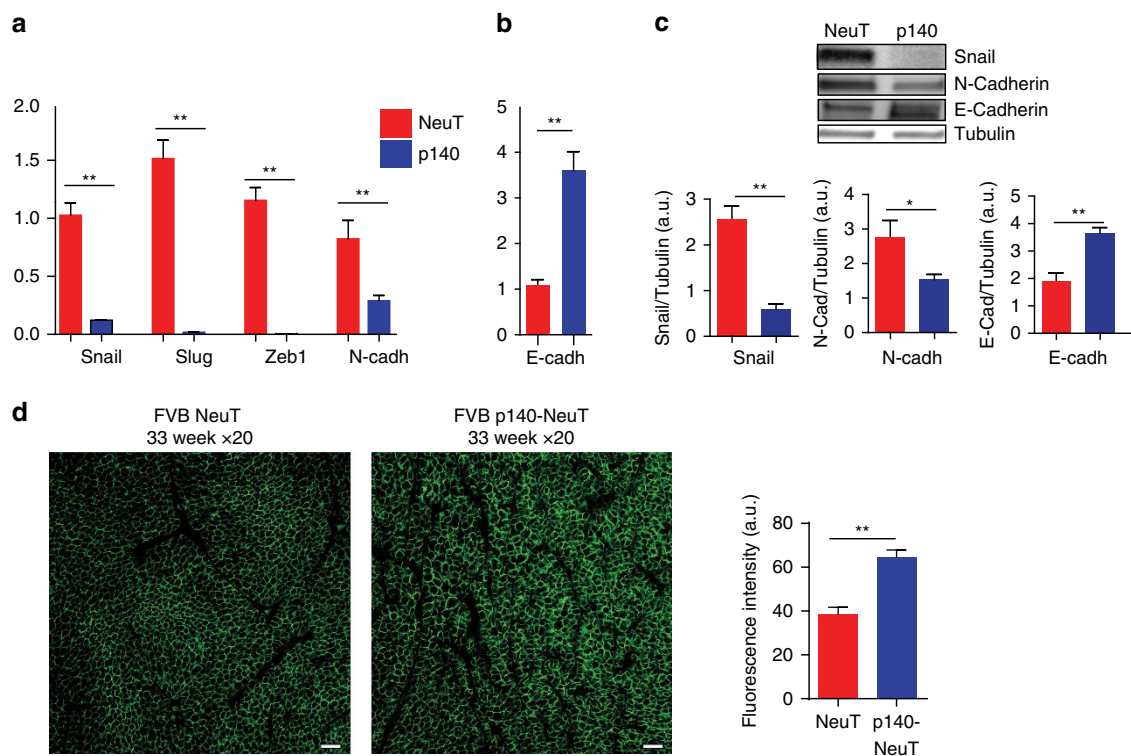 a
2.0
1.5
1.0
0.5
0.0
**
**
**
**
NeuT
p140
Snail
Slug
Zeb1
N-cadh
b
5
4
3
2
1
0
**
E-cadh
c
NeuT
p140
Snail
N-Cadherin
E-Cadherin
Tubulin
Snail/Tubulin (a.u.)
3
2
1
0
**
Snail
N-Cad/Tubulin (a.u.)
4
3
2
1
0
*
N-cadh
E-Cad/Tubulin (a.u.)
5
4
3
2
1
0
**
E-cadh
d
FVB NeuT
33 week ×20
FVB p140-NeuT
33 week ×20
Fluorescence intensity (a.u.)
80
60
40
20
0
**
NeuT
p140-
NeuT